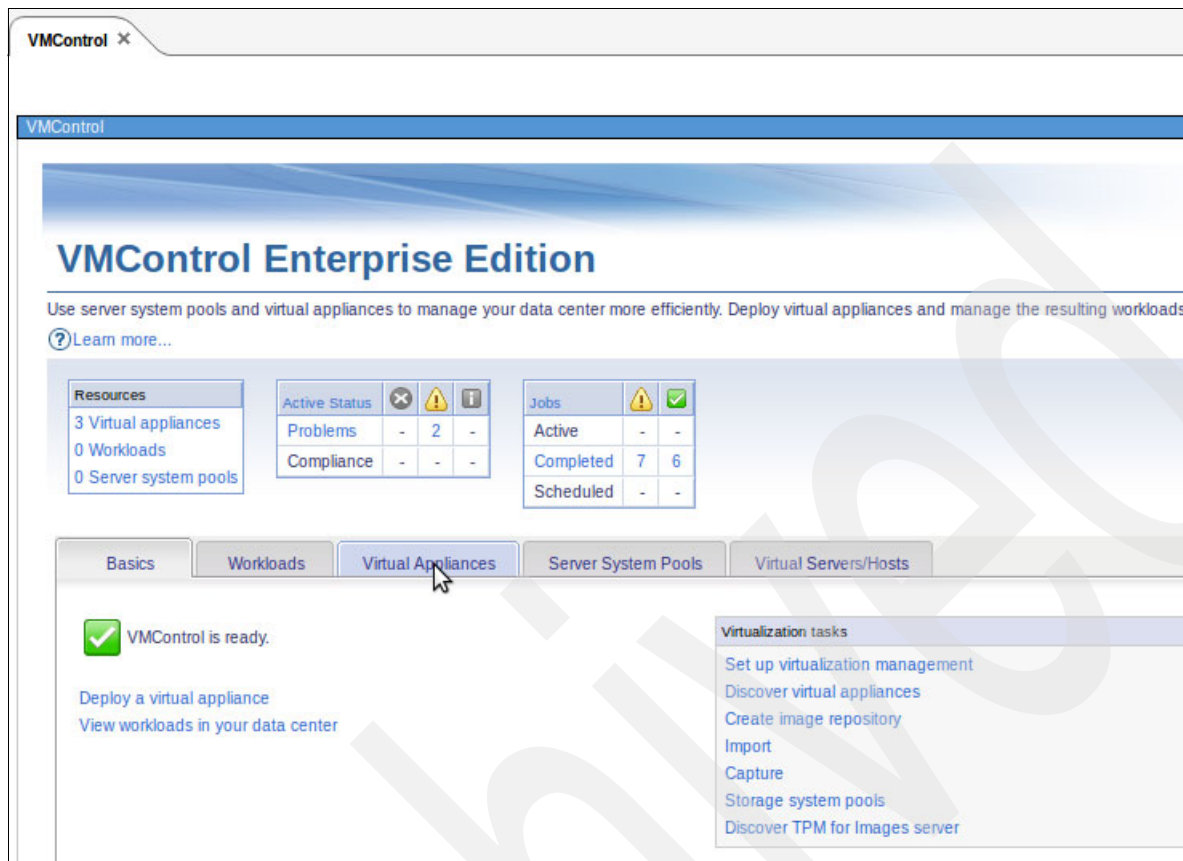 VMControl
VMControl
VMControl Enterprise Edition
Use server system pools and virtual appliances to manage your data center more efficiently. Deploy virtual appliances and manage the resulting workloads
Learn more...
Resources
3 Virtual appliances
0 Workloads
0 Server system pools
Active Status
Problems - 2 -
Compliance - - -
Jobs
Active - -
Completed 7 6
Scheduled - -
Basics Workloads Virtual Appliances Server System Pools Virtual Servers/Hosts
VMControl is ready.
Deploy a virtual appliance
View workloads in your data center
Virtualization tasks
Set up virtualization management
Discover virtual appliances
Create image repository
Import
Capture
Storage system pools
Discover TPM for Images server